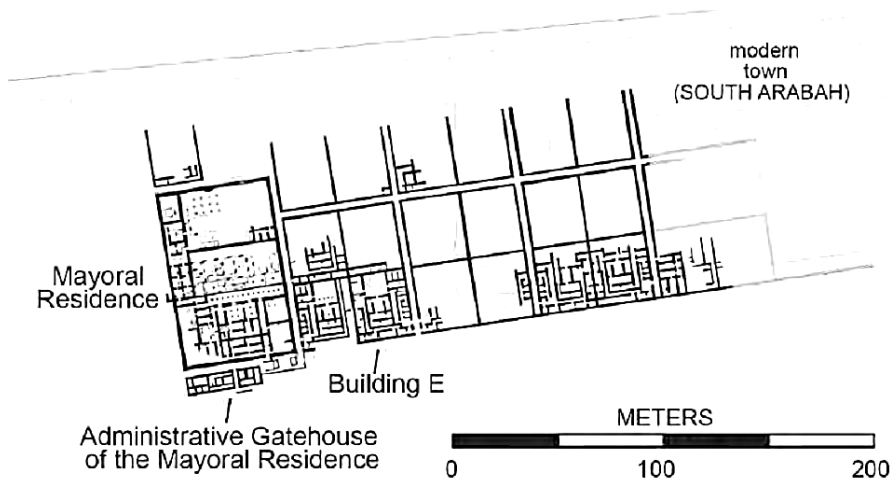 modern
town
(SOUTH ARABAH)
Mayoral
Residence
Building E
Administrative Gatehouse
of the Mayoral Residence
METERS
0 100 200